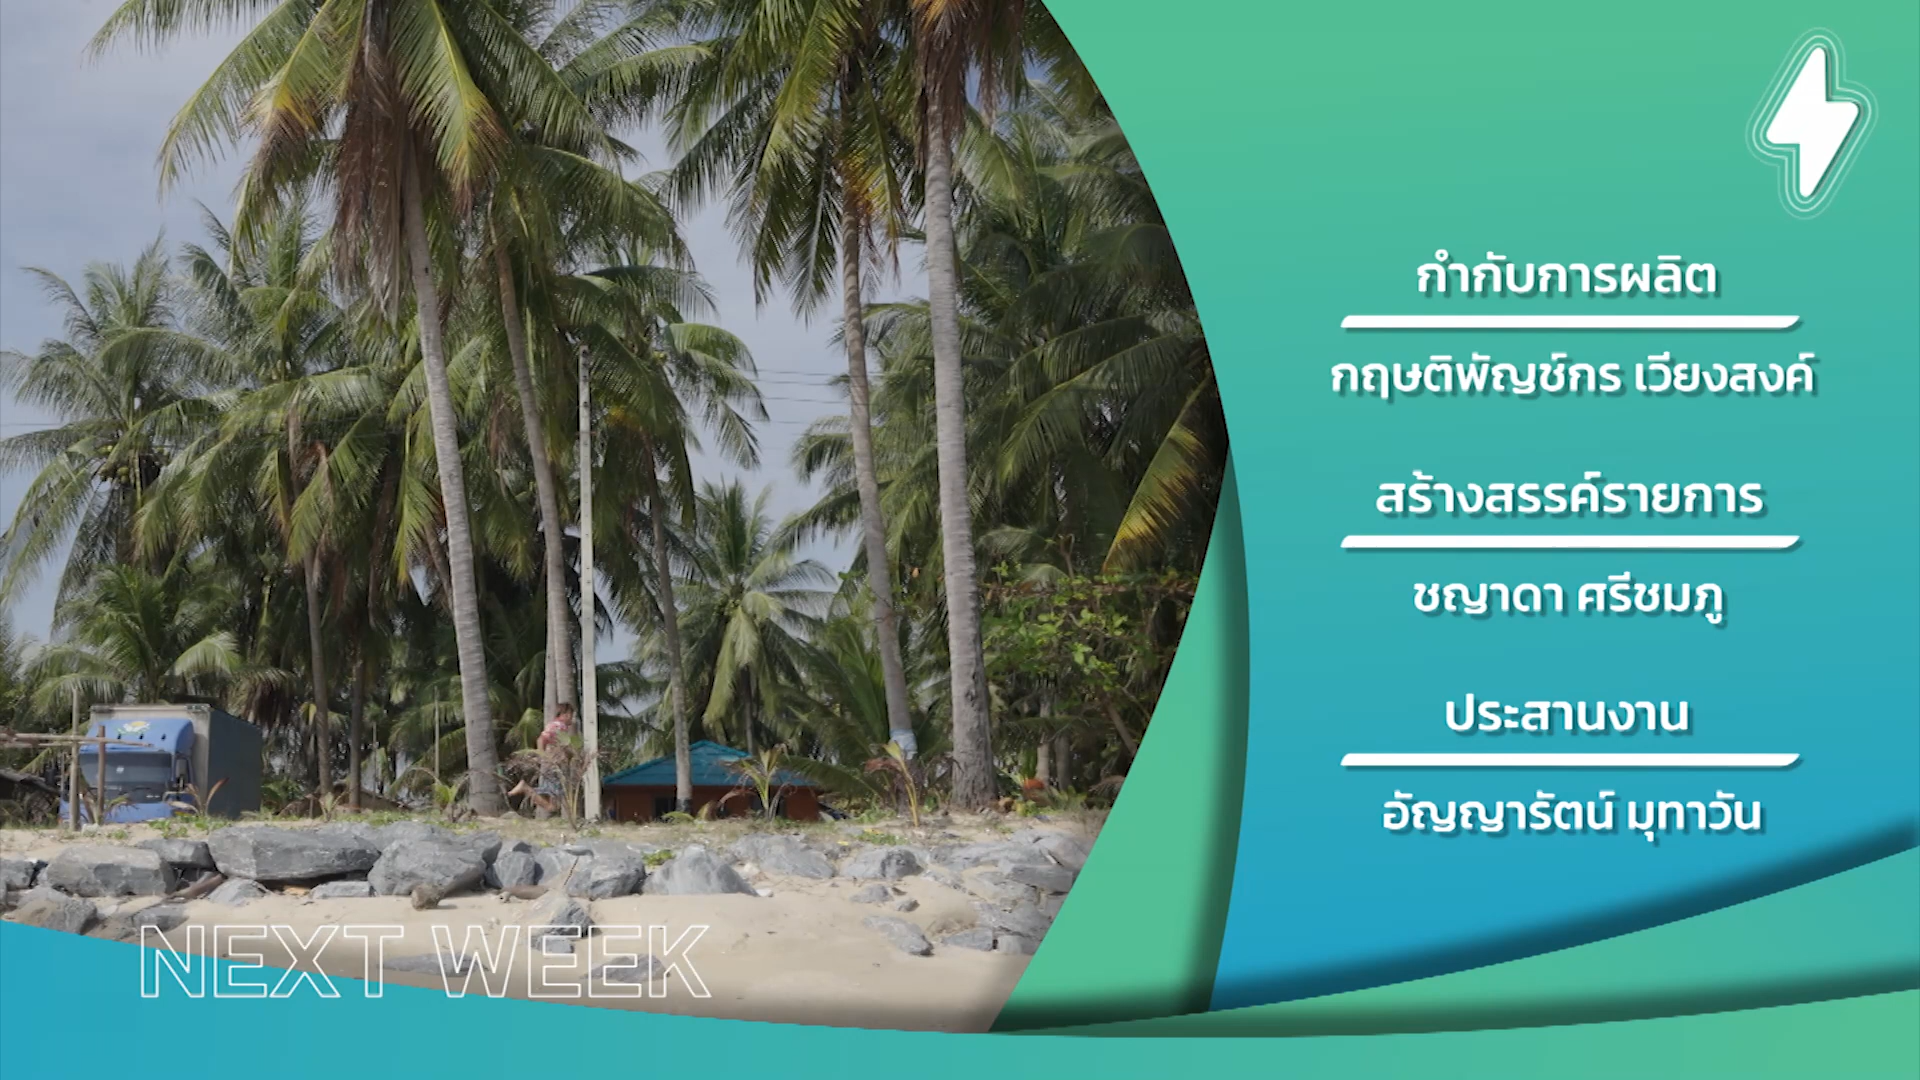 กำกับการผลิต
กฤษติพัญช์กร เวียงสงค์
สร้างสรรค์รายการ
ชญาดา ศรีชมภู
ประสานงาน
อัญญารัตน์ มุทาวัน
NEXT WEEK